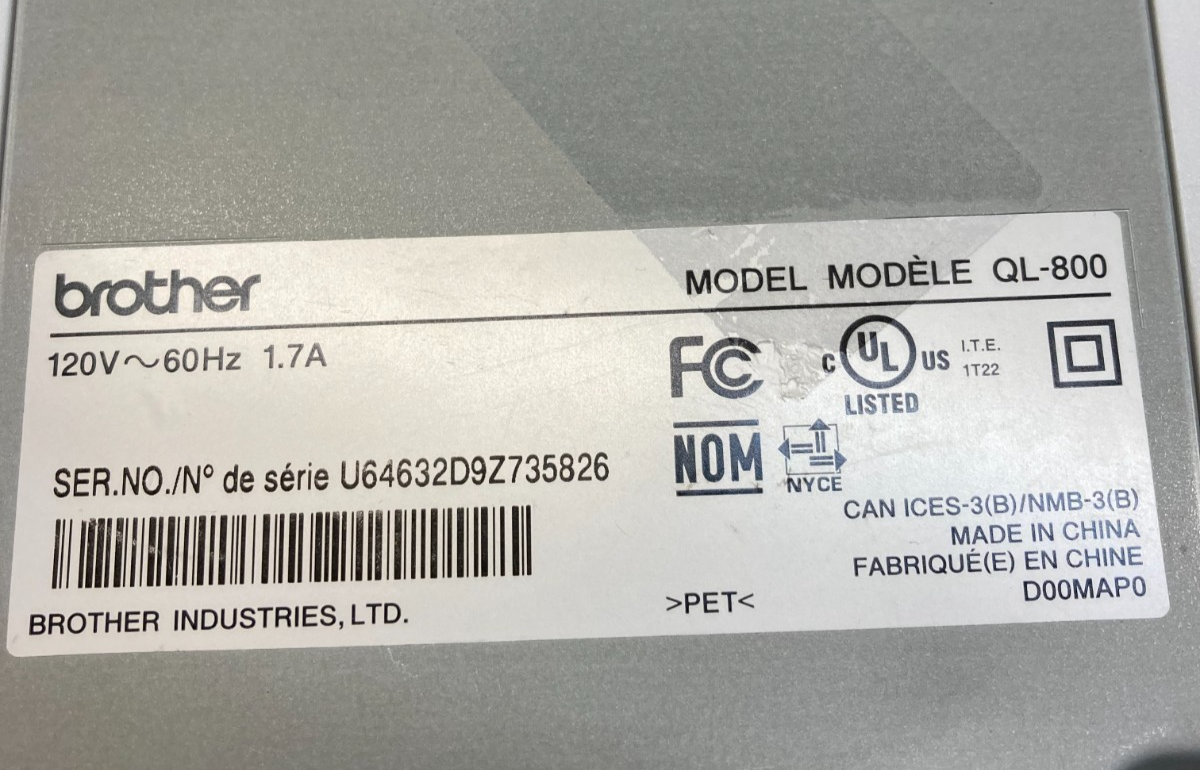 brother
MODEL MODÈLE QL-800
120V～60Hz 1.7A
FC
C UL US
LISTED
I.T.E.
1T22
NOM
NYCE
SER.NO./N° de série U64632D9Z735826
CAN ICES-3(B)/NMB-3(B)
MADE IN CHINA
FABRIQUÉ(E) EN CHINE
D00MAP0
BROTHER INDUSTRIES, LTD.
>PET<